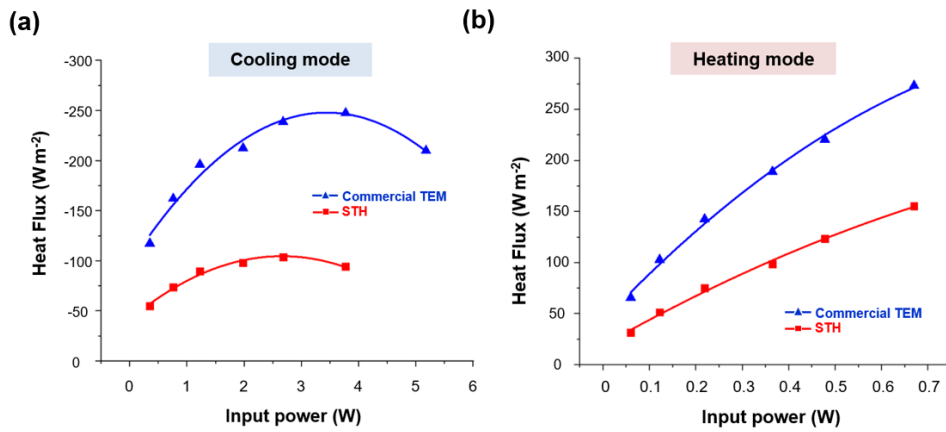 (a)
Cooling mode
Heat Flux (W m-2)
-300
-250
-200
-150
-100
-50
0
Commercial TEM
STH
0 1 2 3 4 5 6
Input power (W)
(b)
Heating mode
Heat Flux (W m-2)
300
250
200
150
100
50
0
Commercial TEM
STH
0 0.1 0.2 0.3 0.4 0.5 0.6 0.7
Input power (W)